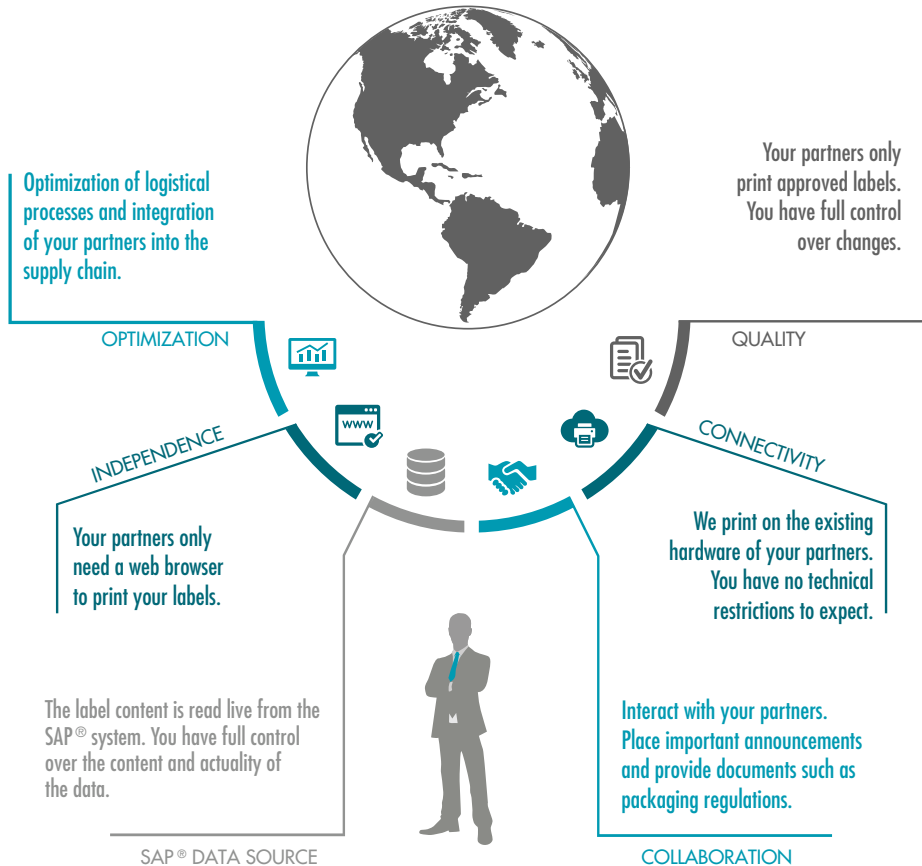 Optimization of logistical
processes and integration
of your partners into the
supply chain.
OPTIMIZATION
Your partners only
print approved labels.
You have full control
over changes.
QUALITY
www
INDEPENDENCE
Your partners only
need a web browser
to print your labels.
CONNECTIVITY
We print on the existing
hardware of your partners.
You have no technical
restrictions to expect.
The label content is read live from the
SAP® system. You have full control
over the content and actuality of
the data.
SAP® DATA SOURCE
Interact with your partners.
Place important announcements
and provide documents such as
packaging regulations.
COLLABORATION